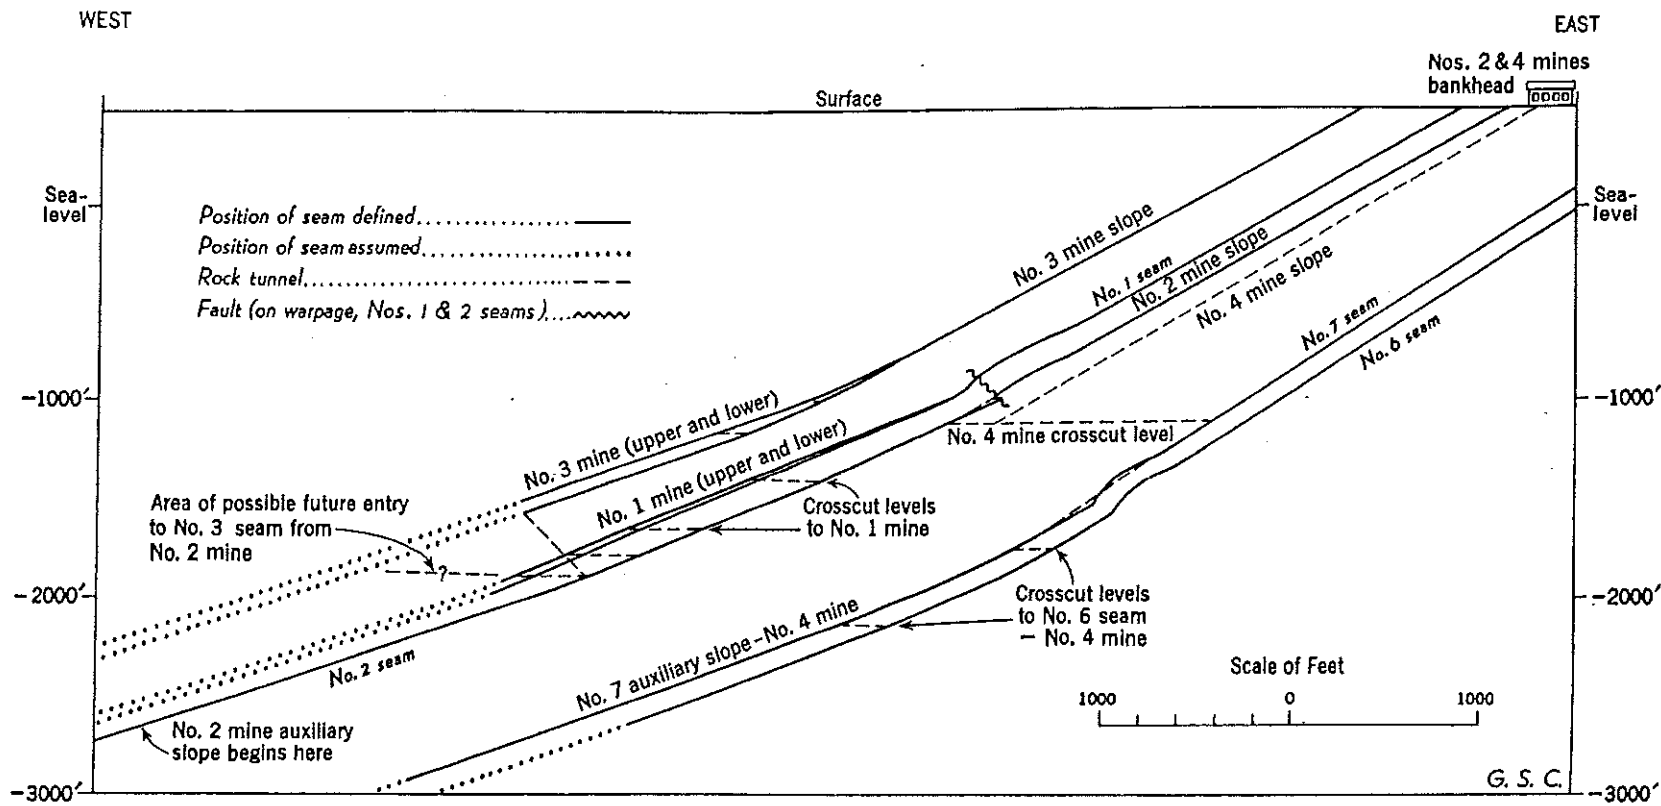 WEST
EAST
Nos. 2 & 4 mines
bankhead
Surface
Sea-
level
Sea-
level
Position of seam defined
Position of seam assumed
Rock tunnel
Fault (on warpage, Nos. 1 & 2 seams)
No. 3 mine slope
No. 1 seam
No. 2 mine slope
No. 4 mine slope
No. 7 seam
No. 6 seam
-1000'
-1000'
No. 3 mine (upper and lower)
No. 1 mine (upper and lower)
No. 4 mine crosscut level
Area of possible future entry
to No. 3 seam from
No. 2 mine
?
Crosscut levels
to No. 1 mine
-2000'
-2000'
Crosscut levels
to No. 6 seam
- No. 4 mine
No. 2 seam
No. 7 auxiliary slope-No. 4 mine
No. 2 mine auxiliary
slope begins here
Scale of Feet
1000 0 1000
G. S. C.
-3000'
-3000'